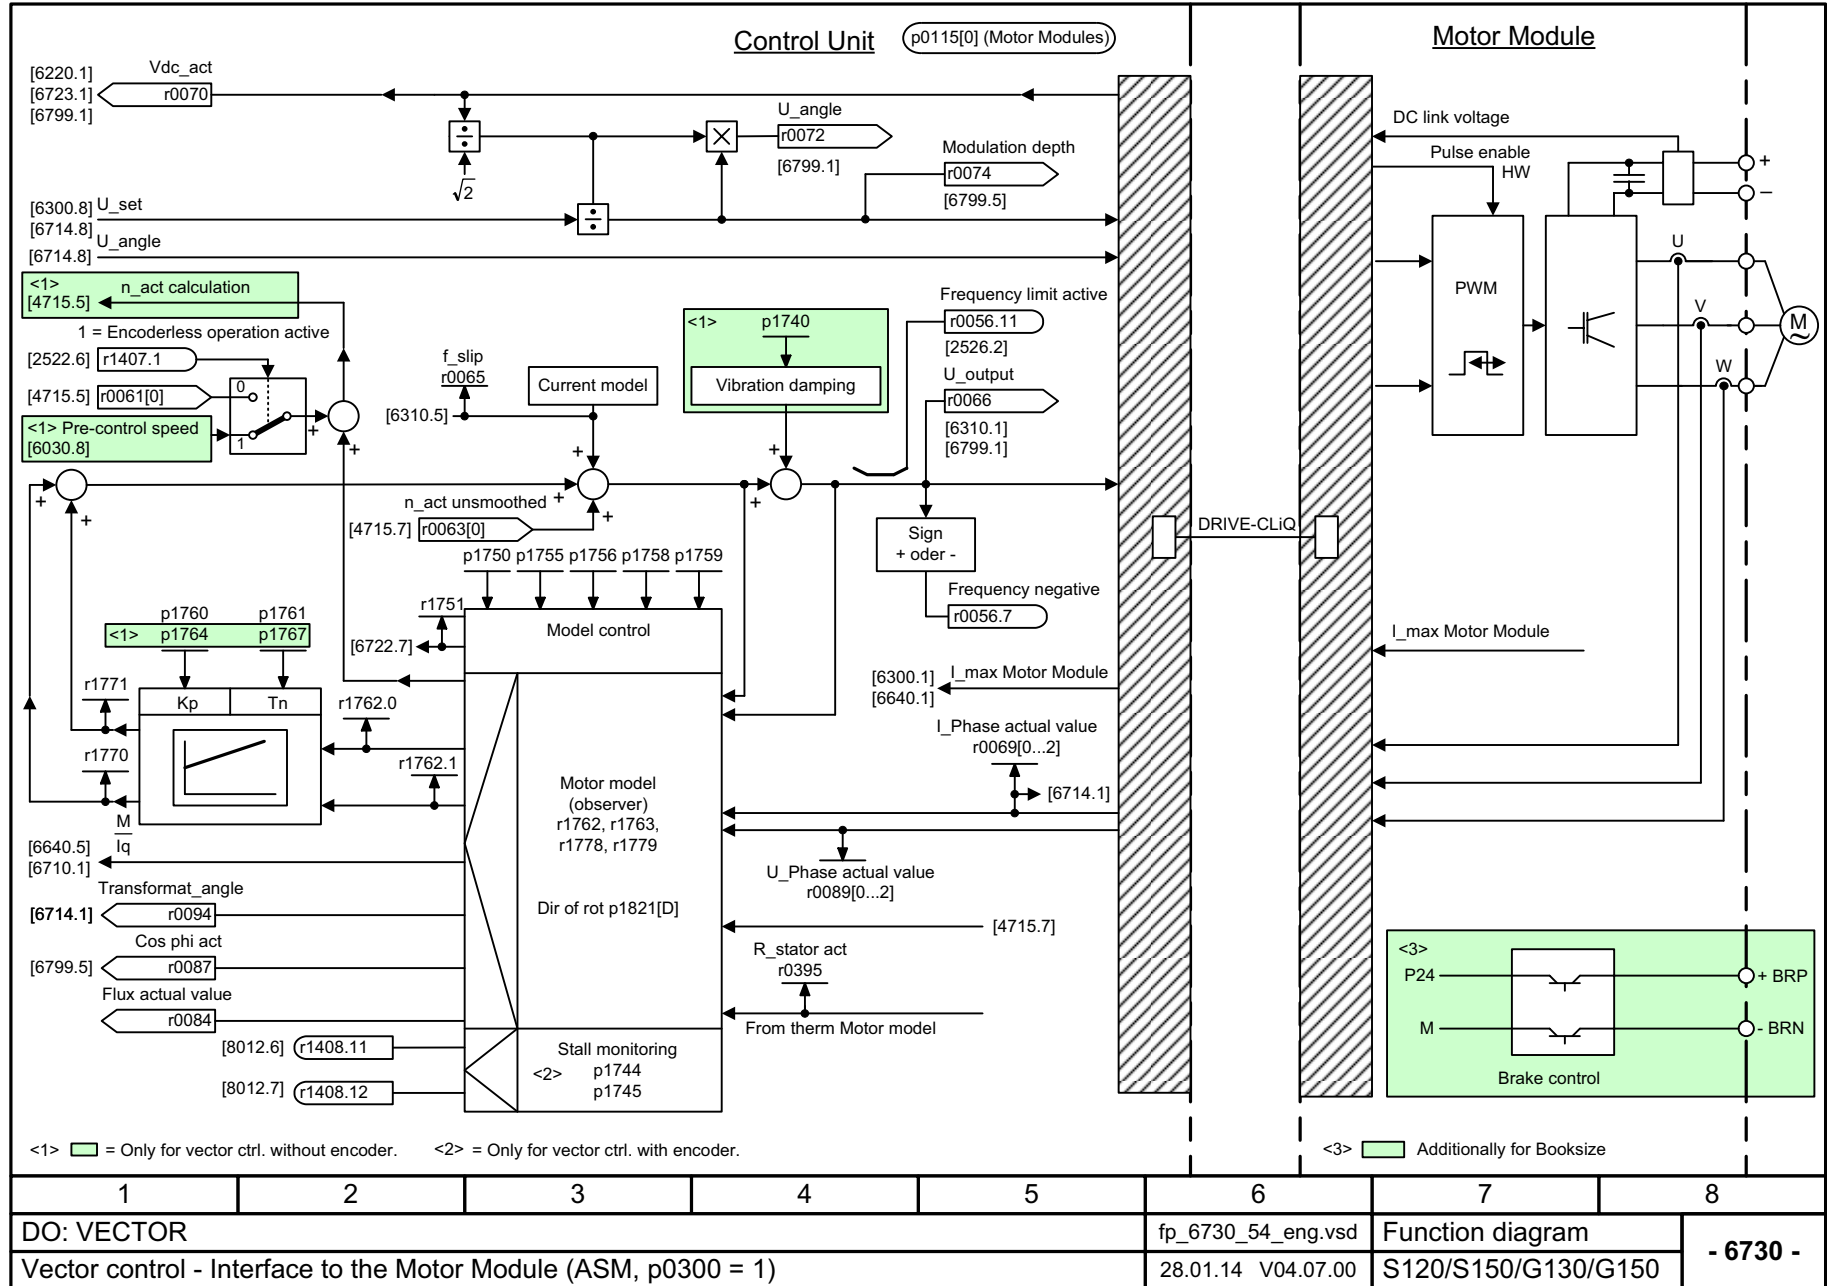 Control Unit
p0115[0] (Motor Modules)
Motor Module
[6220.1]
[6723.1]
[6799.1]
Vdc_act
r0070
÷
√2
×
U_angle
r0072
[6799.1]
Modulation depth
r0074
[6799.5]
DC link voltage
Pulse enable
HW
+
–
[6300.8]
[6714.8]
U_set
÷
[6714.8]
U_angle
<1>
[4715.5]
n_act calculation
1 = Encoderless operation active
[2522.6]
r1407.1
[4715.5]
r0061[0]
0
1
<1> Pre-control speed
[6030.8]
+
+
f_slip
r0065
[6310.5]
Current model
<1>
p1740
Vibration damping
Frequency limit active
r0056.11
[2526.2]
U_output
r0066
[6310.1]
[6799.1]
PWM
U
V
W
M
~
+
+
+
+
+
+
+
n_act unsmoothed
[4715.7]
r0063[0]
Sign
+ oder -
Frequency negative
r0056.7
DRIVE-CLiQ
p1750
p1755
p1756
p1758
p1759
r1751
[6722.7]
Model control
p1760
p1761
<1>
p1764
p1767
Kp
Tn
r1771
r1770
r1762.0
r1762.1
Motor model
(observer)
r1762, r1763,
r1778, r1779
Dir of rot p1821[D]
[6300.1]
[6640.1]
I_max Motor Module
I_max Motor Module
I_Phase actual value
r0069[0...2]
[6714.1]
U_Phase actual value
r0089[0...2]
[4715.7]
R_stator act
r0395
From therm Motor model
M
Iq
[6640.5]
[6710.1]
Transformat_angle
[6714.1]
r0094
Cos phi act
[6799.5]
r0087
Flux actual value
r0084
[8012.6]
r1408.11
[8012.7]
r1408.12
Stall monitoring
<2>
p1744
p1745
<3>
P24
+ BRP
M
- BRN
Brake control
<1> = Only for vector ctrl. without encoder.
<2> = Only for vector ctrl. with encoder.
<3> Additionally for Booksize
1
2
3
4
5
6
7
8
DO: VECTOR
fp_6730_54_eng.vsd
Function diagram
- 6730 -
Vector control - Interface to the Motor Module (ASM, p0300 = 1)
28.01.14 V04.07.00
S120/S150/G130/G150